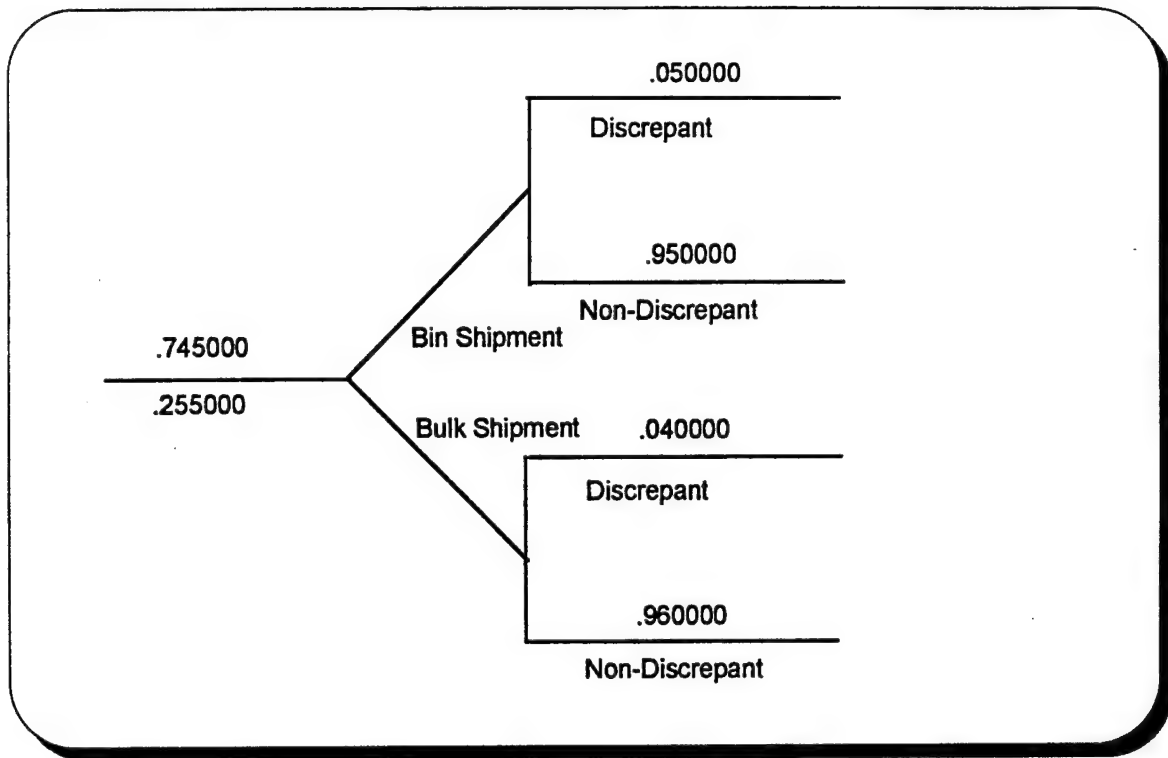 .050000
Discrepant
.950000
Non-Discrepant
Bin Shipment
.745000
.255000
Bulk Shipment
.040000
Discrepant
.960000
Non-Discrepant